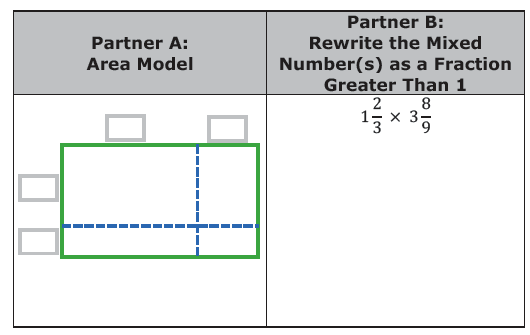 Partner A:
Area Model
Partner B:
Rewrite the Mixed
Number(s) as a Fraction
Greater Than 1
1 2/3 × 3 8/9